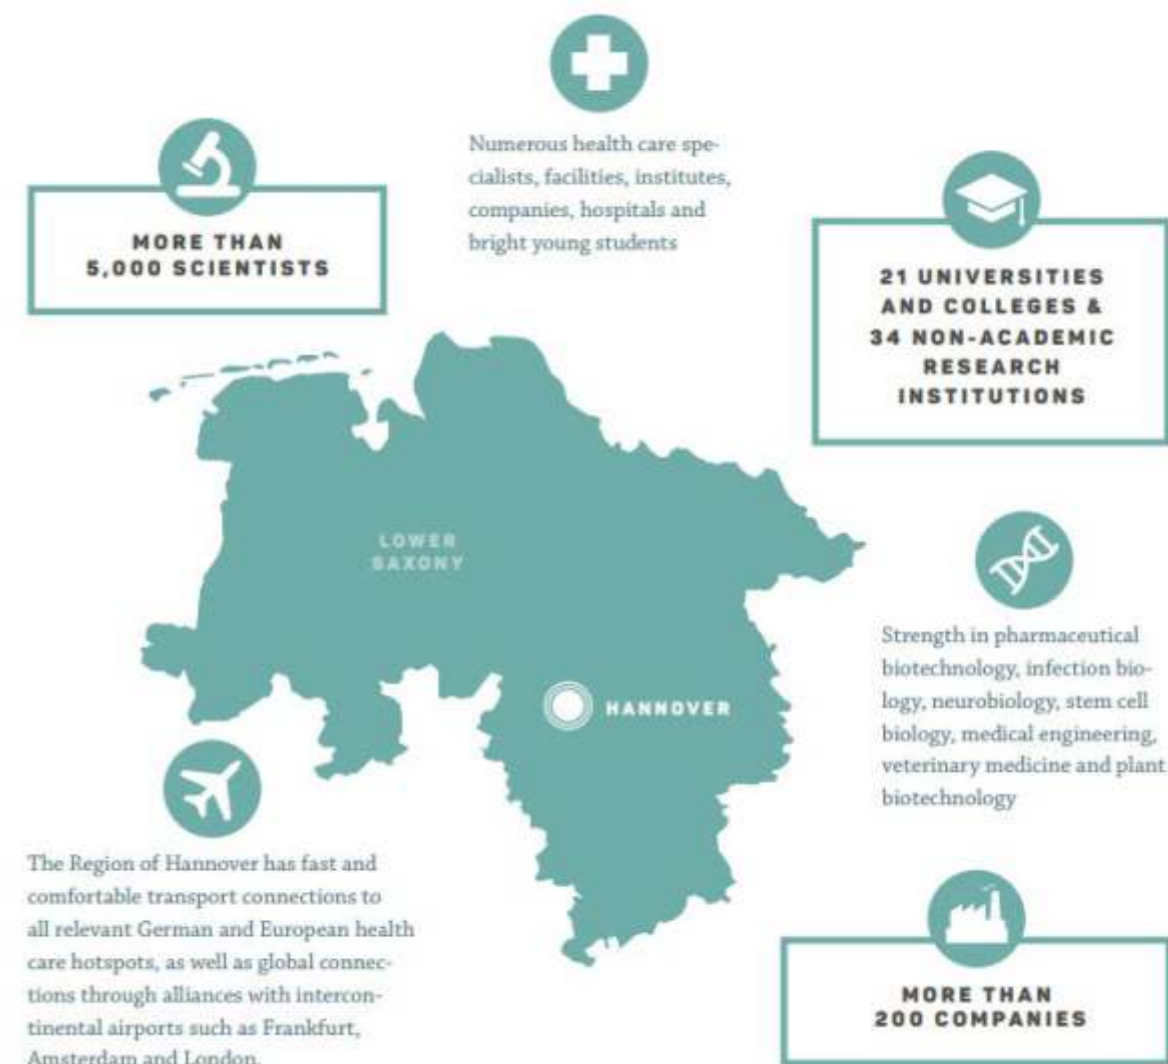 Numerous health care spe-
cialists, facilities, institutes,
companies, hospitals and
bright young students
MORE THAN
5,000 SCIENTISTS
21 UNIVERSITIES
AND COLLEGES &
34 NON-ACADEMIC
RESEARCH
INSTITUTIONS
LOWER
SAXONY
Strength in pharmaceutical
biotechnology, infection bio-
logy, neurobiology, stem cell
biology, medical engineering,
veterinary medicine and plant
biotechnology
HANNOVER
The Region of Hannover has fast and
comfortable transport connections to
all relevant German and European health
care hotspots, as well as global connec-
tions through alliances with intercon-
tinental airports such as Frankfurt,
Amsterdam and London.
MORE THAN
200 COMPANIES